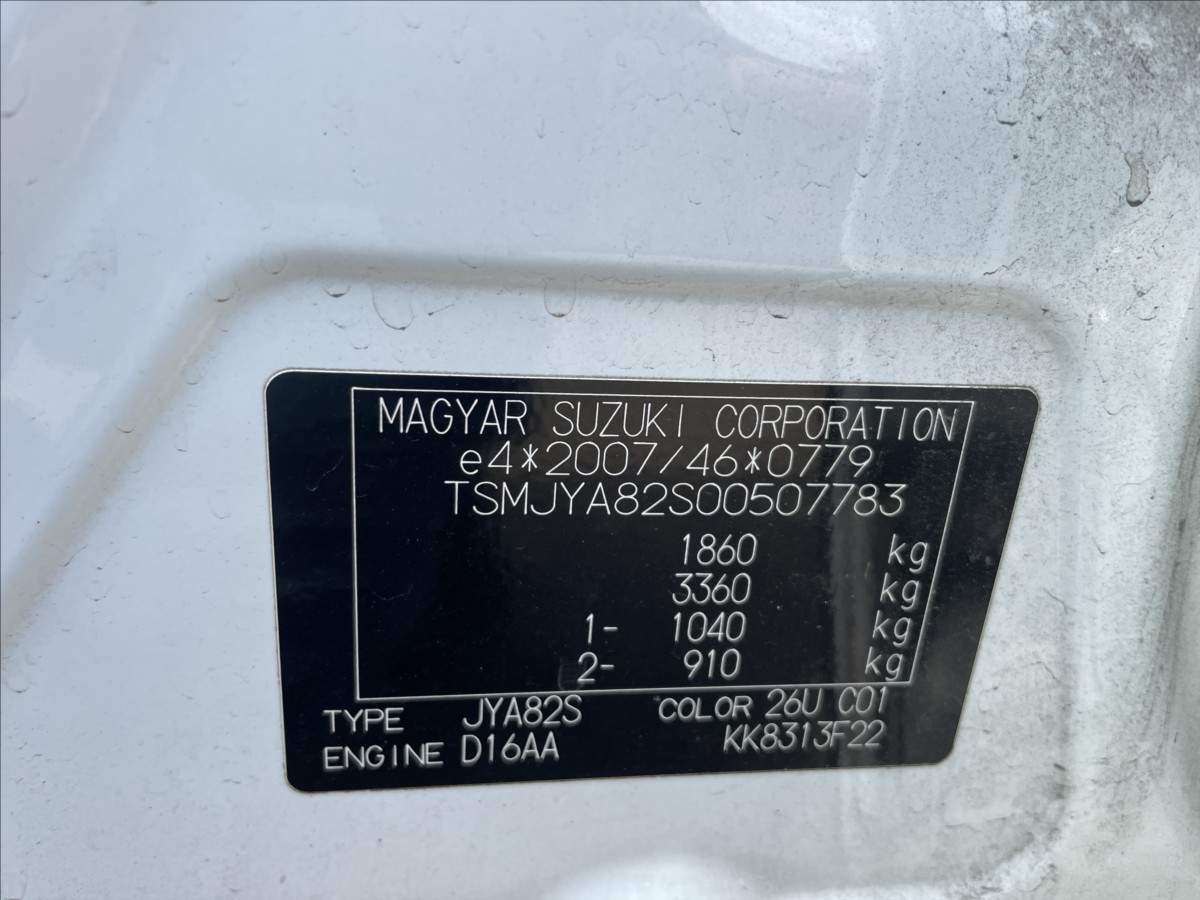 MAGYAR SUZUKI CORPORATION
e4*2007/46*0779
TSMJYA82S00507783
1860 kg
3360 kg
1- 1040 kg
2- 910 kg
TYPE JYA82S COLOR 26U C01
ENGINE D16AA KK8313F22